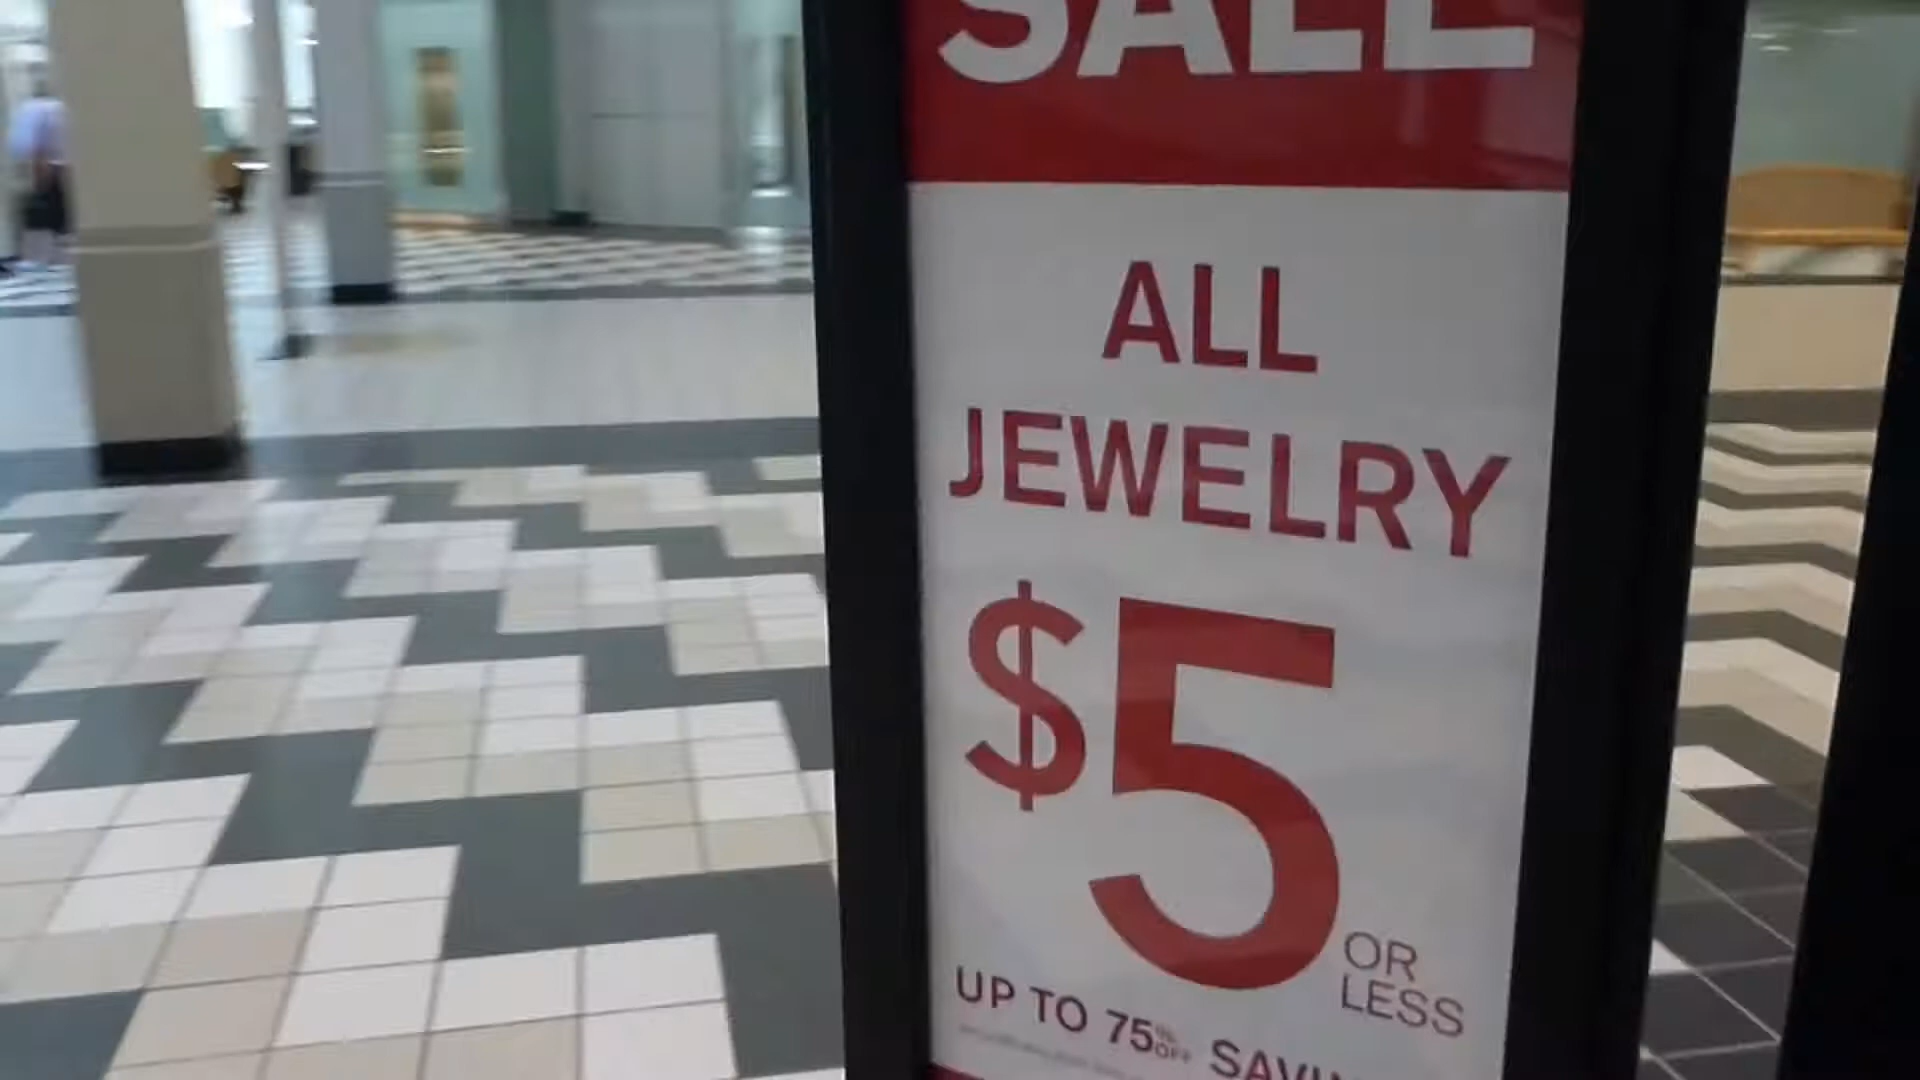 SALE
ALL
JEWELRY
$5
OR
LESS
UP TO 75% OFF